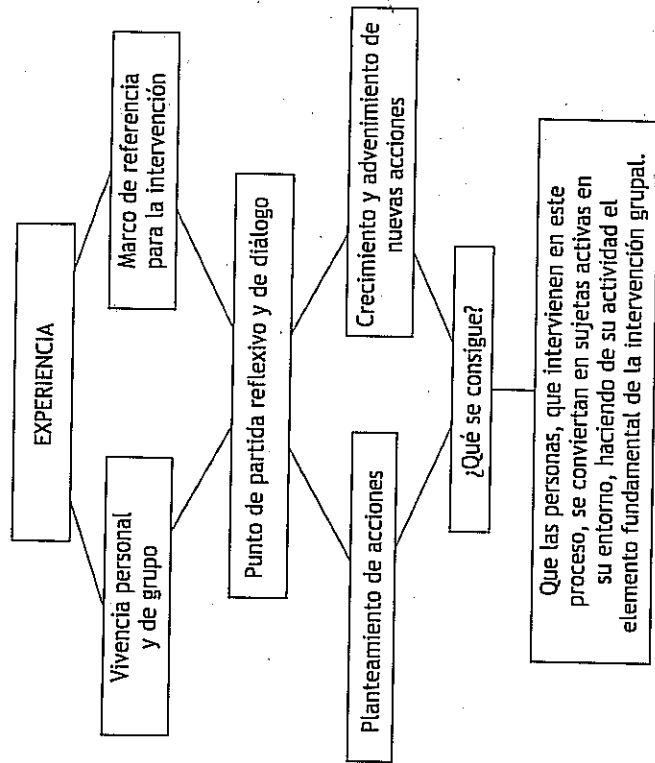 EXPERIENCIA
Vivencia personal
y de grupo
Marco de referencia
para la intervención
Punto de partida reflexivo y de diálogo
Planteamiento de acciones
Crecimiento y advenimiento de
nuevas acciones
¿Qué se consigue?
Que las personas, que intervienen en este
proceso, se conviertan en sujetas activas en
su entorno, haciendo de su actividad el
elemento fundamental de la intervención grupal.